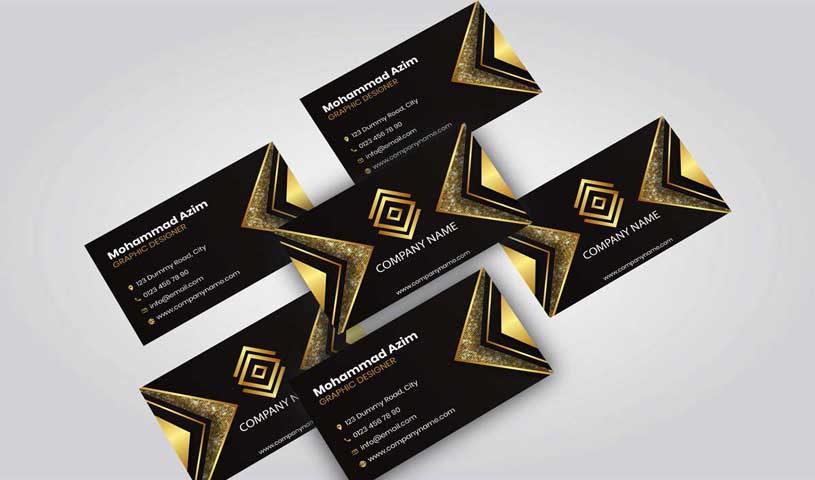 Mohammad Azim
GRAPHIC DESIGNER
123 Dummy Road, City
0123 456 78 90
info@email.com
www.companyname.com
Mohammad Azim
GRAPHIC DESIGNER
123 Dummy Road, City
0123 456 78 90
info@email.com
www.companyname.com
COMPANY NAME
www.companyname.com
COMPANY NAME
www.companyname.com
COMPANY N
www.companyname
Mohammad Azim
GRAPHIC DESIGNER
123 Dummy Road, City
0123 456 78 90
info@email.com
www.companyname.com